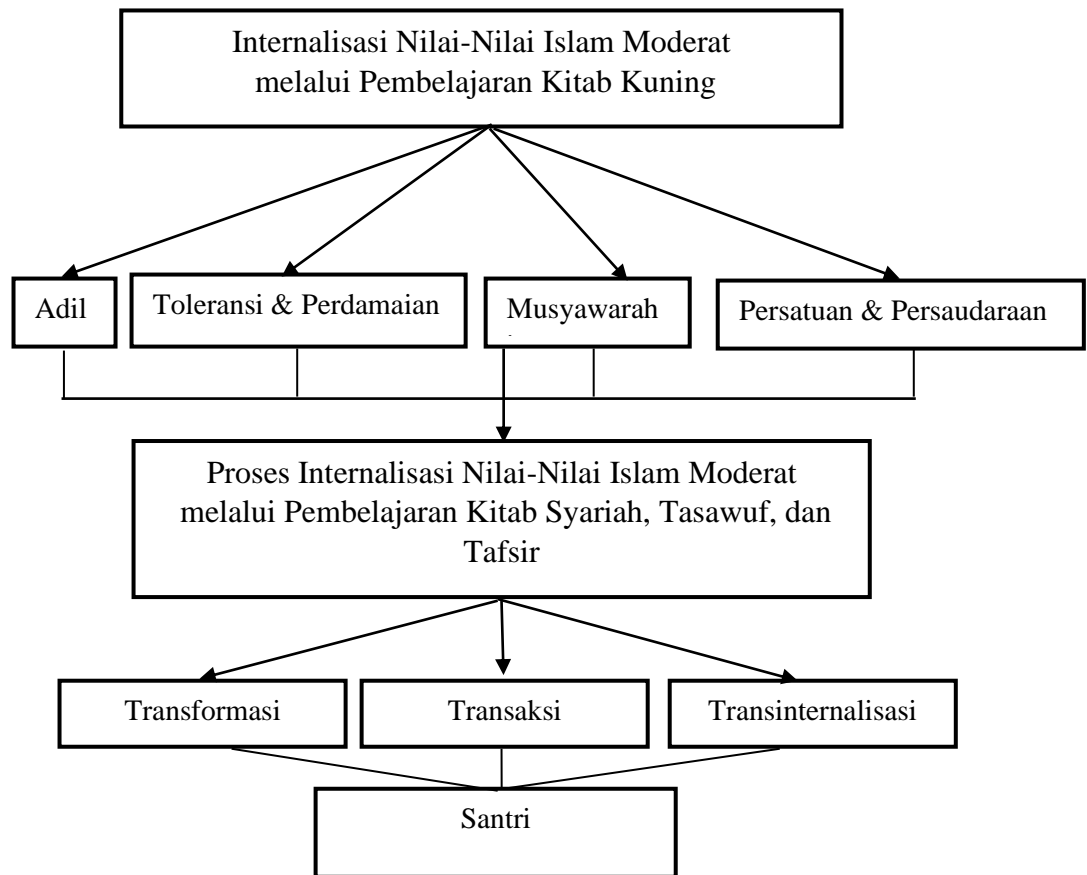 Internalisasi Nilai-Nilai Islam Moderat
melalui Pembelajaran Kitab Kuning
Adil
Toleransi & Perdamaian
Musyawarah
Persatuan & Persaudaraan
Proses Internalisasi Nilai-Nilai Islam Moderat
melalui Pembelajaran Kitab Syariah, Tasawuf, dan
Tafsir
Transformasi
Transaksi
Transinternalisasi
Santri